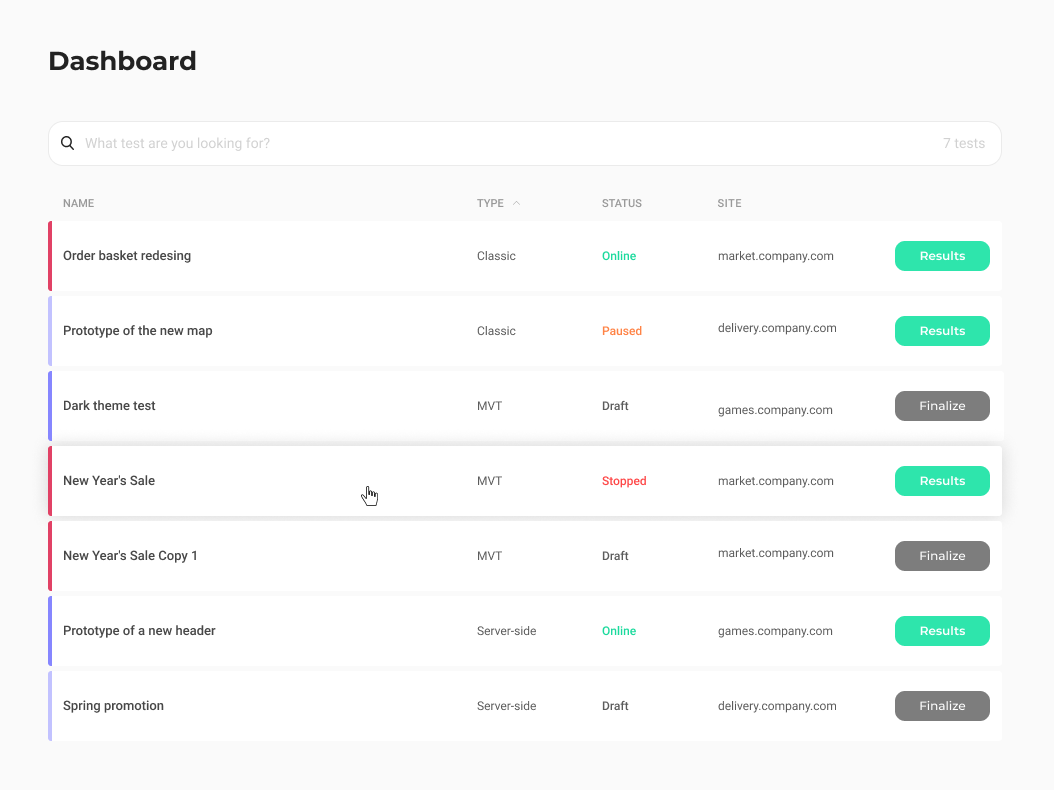 Dashboard
What test are you looking for? 7 tests
NAME TYPE STATUS SITE
Order basket redesing Classic Online market.company.com Results
Prototype of the new map Classic Paused delivery.company.com Results
Dark theme test MVT Draft games.company.com Finalize
New Year's Sale MVT Stopped market.company.com Results
New Year's Sale Copy 1 MVT Draft market.company.com Finalize
Prototype of a new header Server-side Online games.company.com Results
Spring promotion Server-side Draft delivery.company.com Finalize